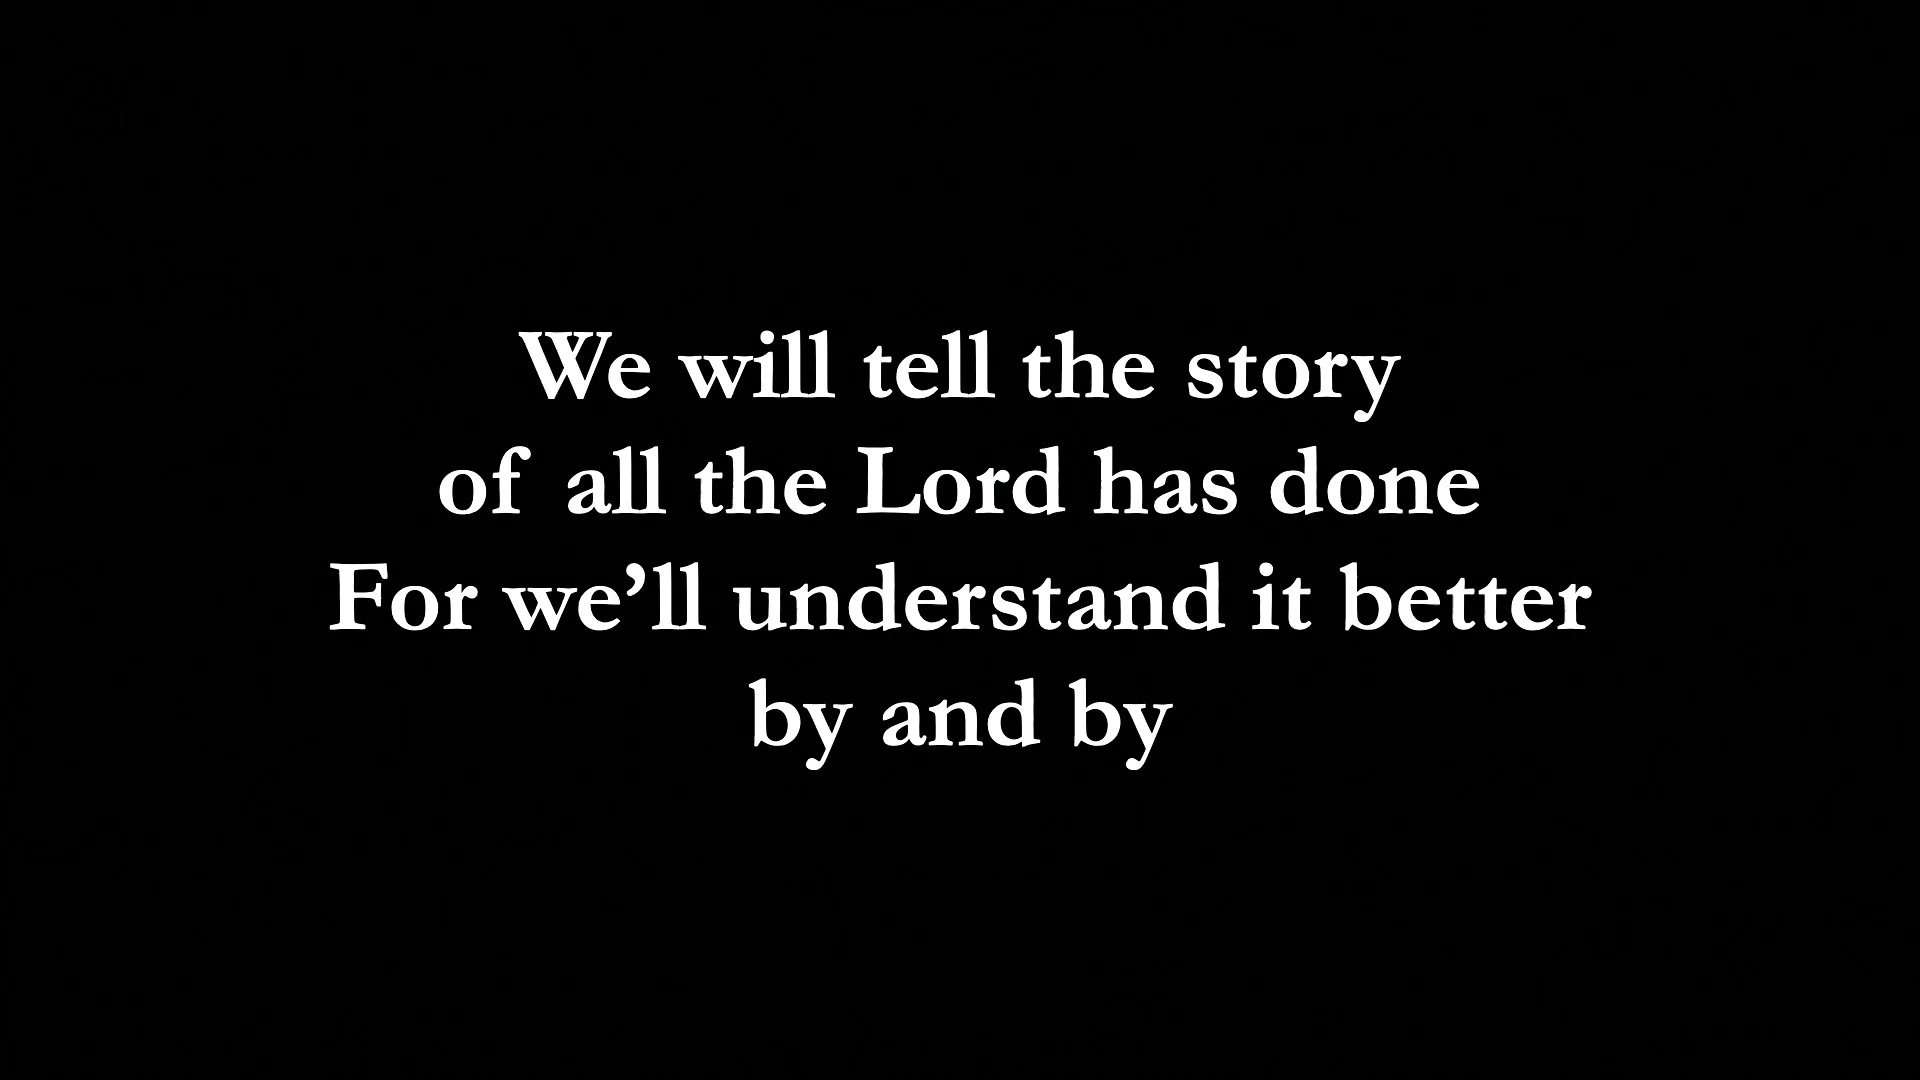 We will tell the story
of all the Lord has done
For we’ll understand it better
by and by